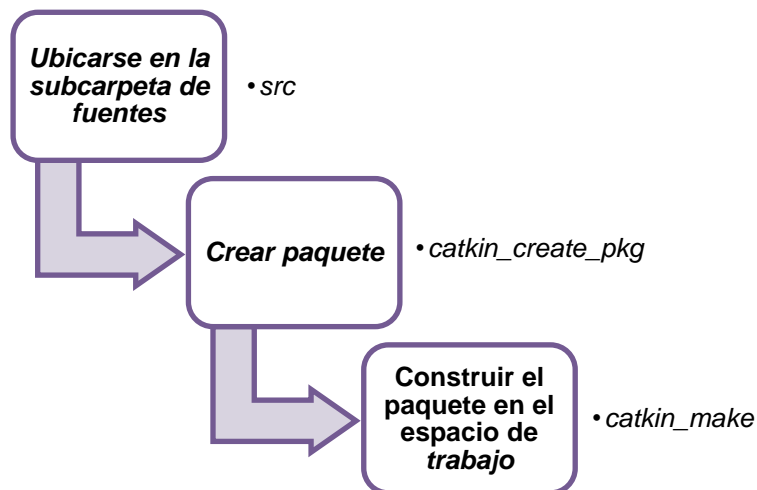 Ubicarse en la
subcarpeta de
fuentes
• src
Crear paquete
• catkin_create_pkg
Construir el
paquete en el
espacio de
trabajo
• catkin_make